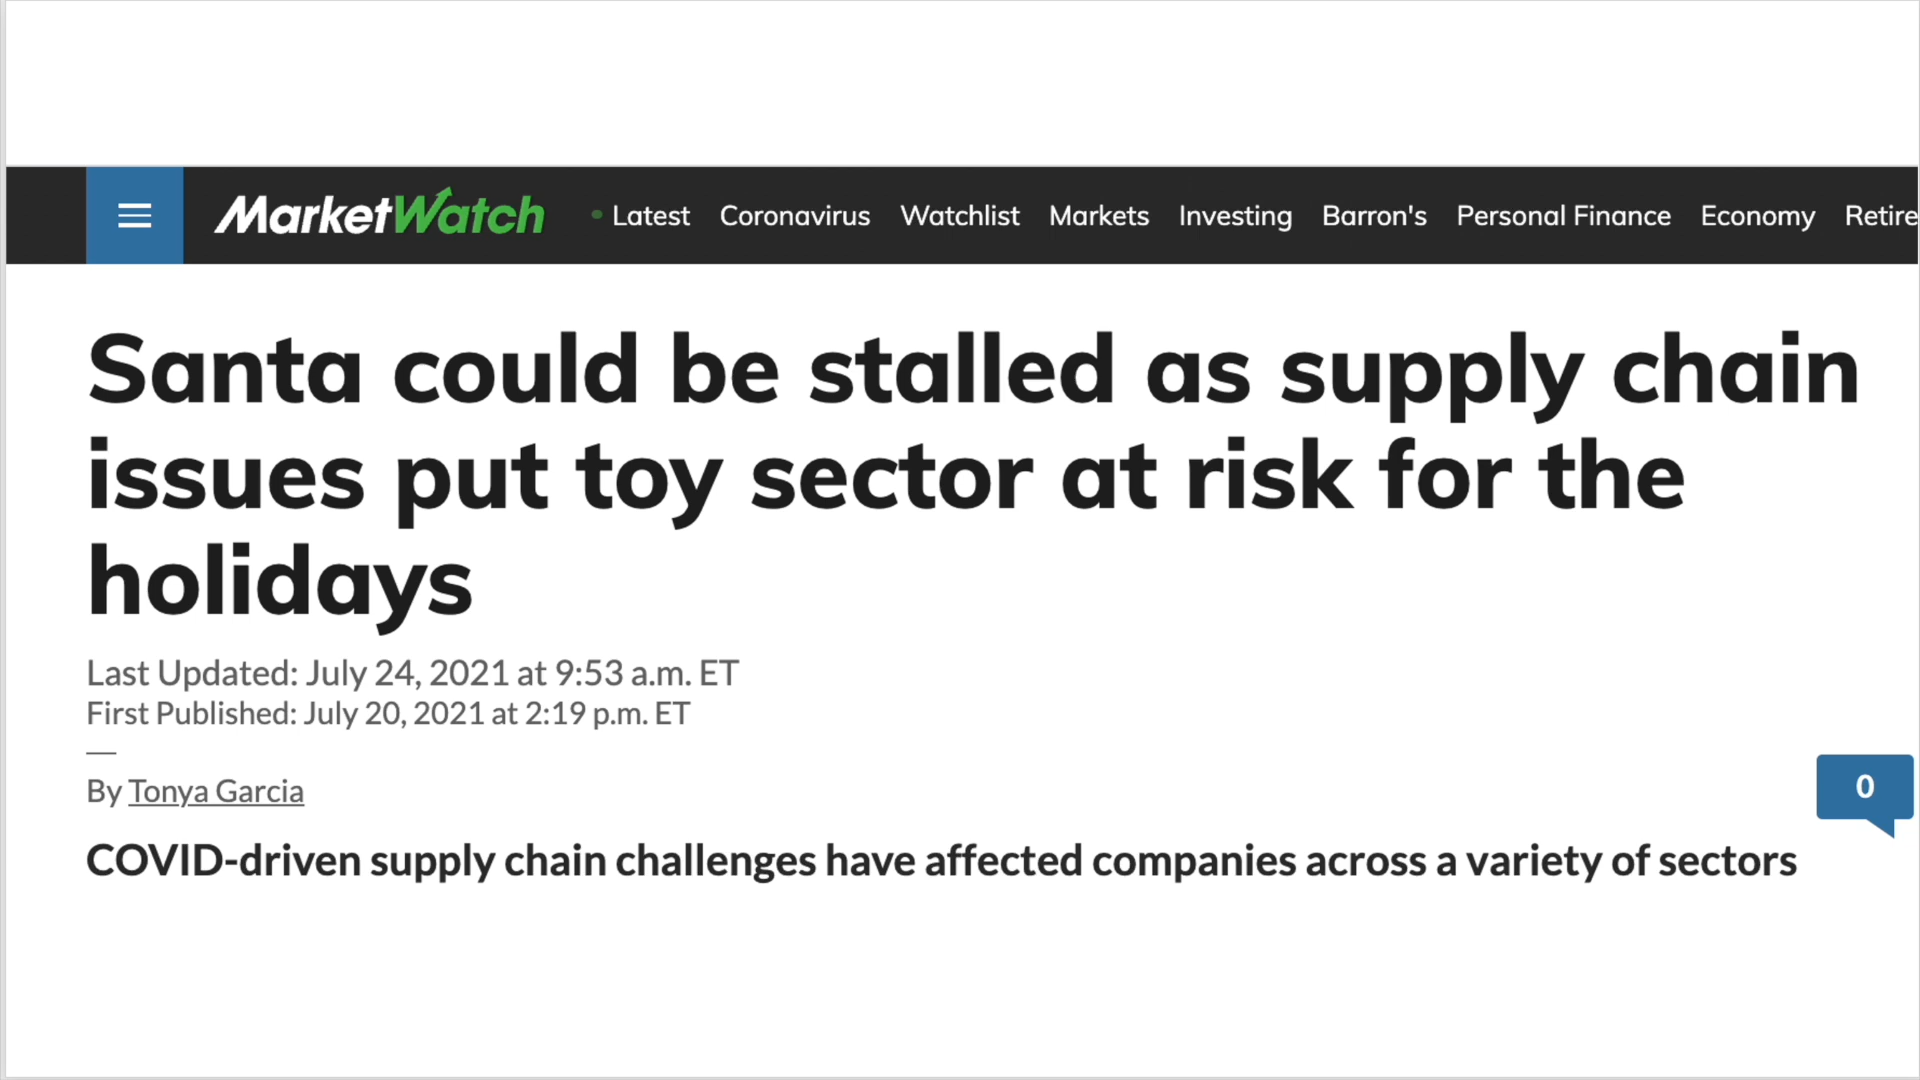 MarketWatch • Latest Coronavirus Watchlist Markets Investing Barron's Personal Finance Economy Retire
Santa could be stalled as supply chain
issues put toy sector at risk for the
holidays
Last Updated: July 24, 2021 at 9:53 a.m. ET
First Published: July 20, 2021 at 2:19 p.m. ET
—
By Tonya Garcia
0
COVID-driven supply chain challenges have affected companies across a variety of sectors